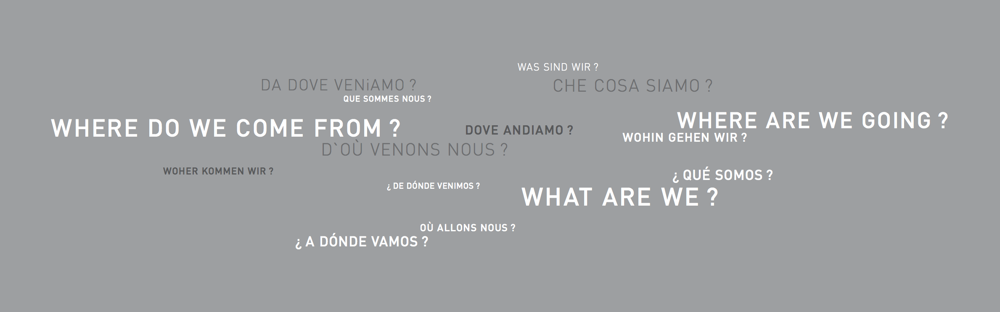 WAS SIND WIR ?
DA DOVE VENiAMO ?
CHE COSA SIAMO ?
QUE SOMMES NOUS ?
WHERE ARE WE GOING ?
WHERE DO WE COME FROM ?
DOVE ANDIAMO ?
WOHIN GEHEN WIR ?
D`OÙ VENONS NOUS ?
WOHER KOMMEN WIR ?
¿ QUÉ SOMOS ?
¿ DE DÓNDE VENIMOS ?
WHAT ARE WE ?
OÙ ALLONS NOUS ?
¿ A DÓNDE VAMOS ?